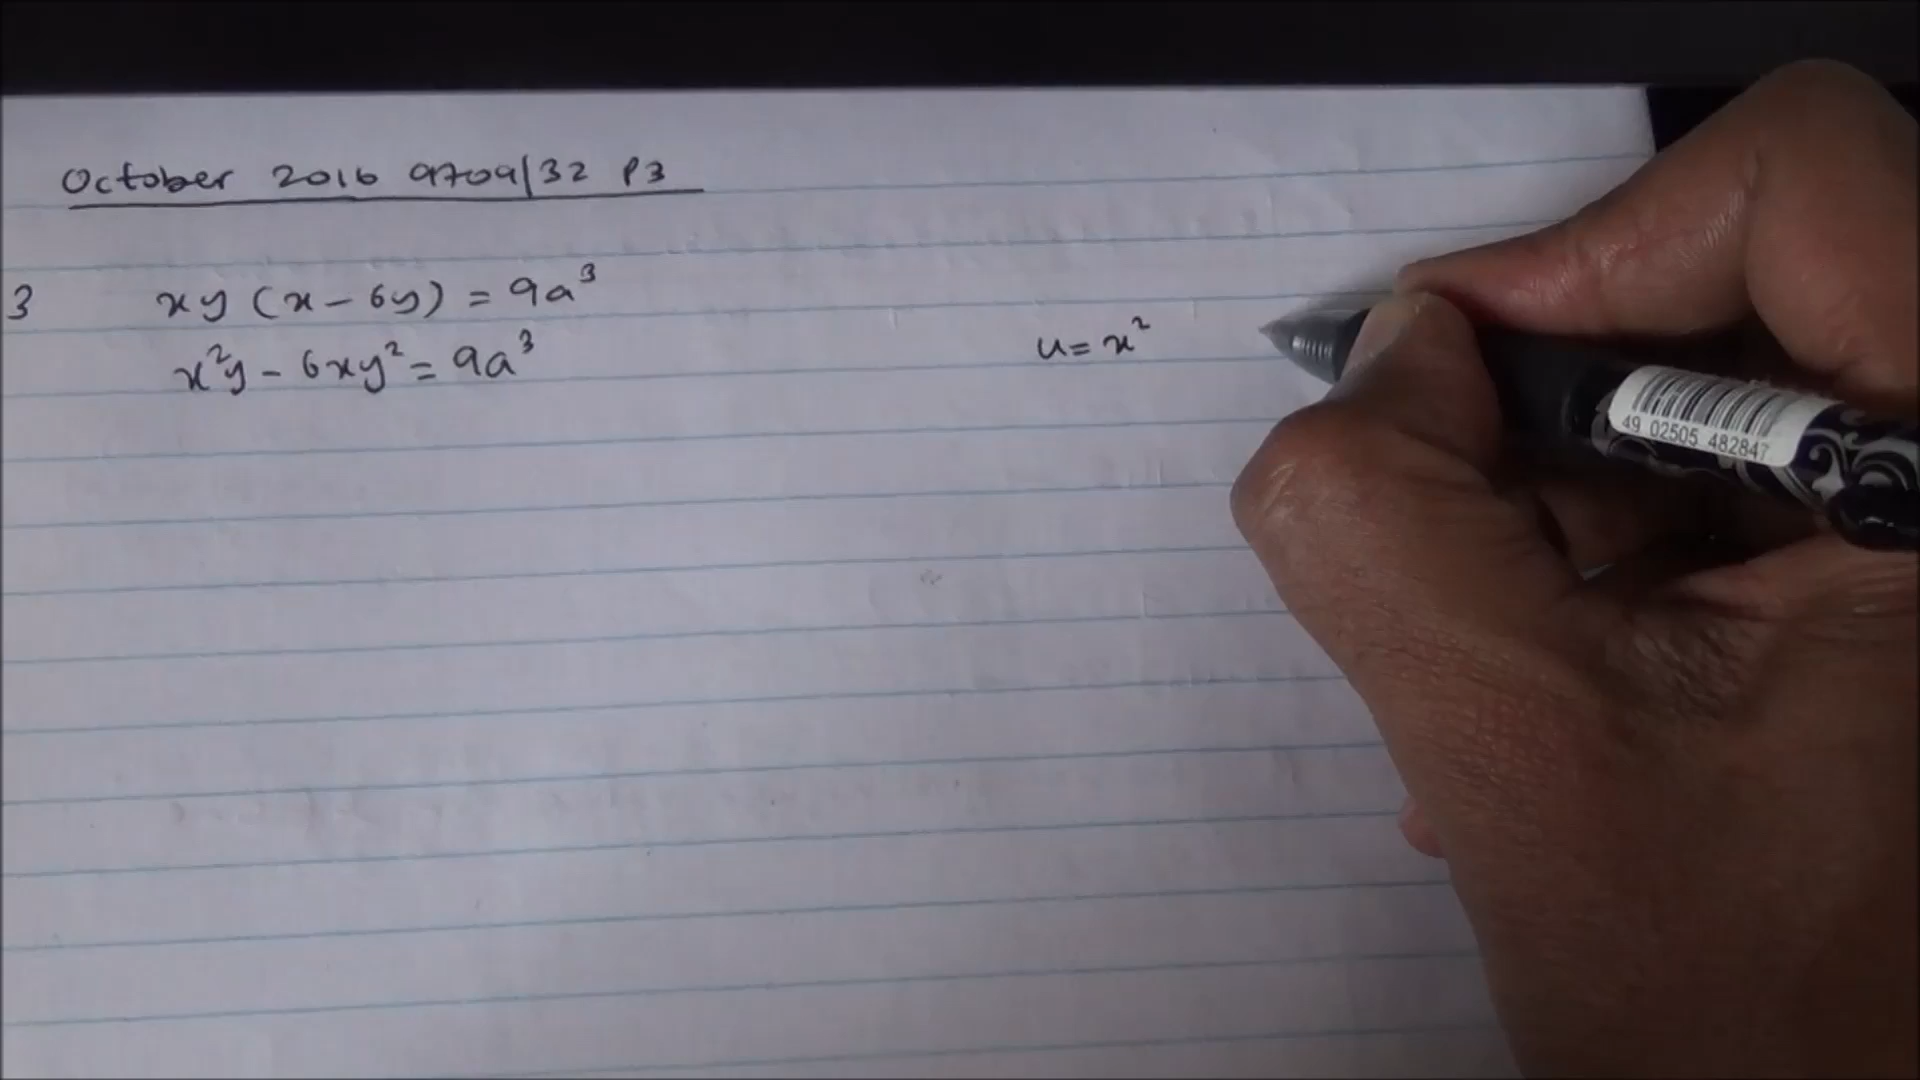 October 2016 9709/32 P3
3 xy (x - 6y) = 9a³
x²y - 6xy² = 9a³
u = x²
49 02505 482847